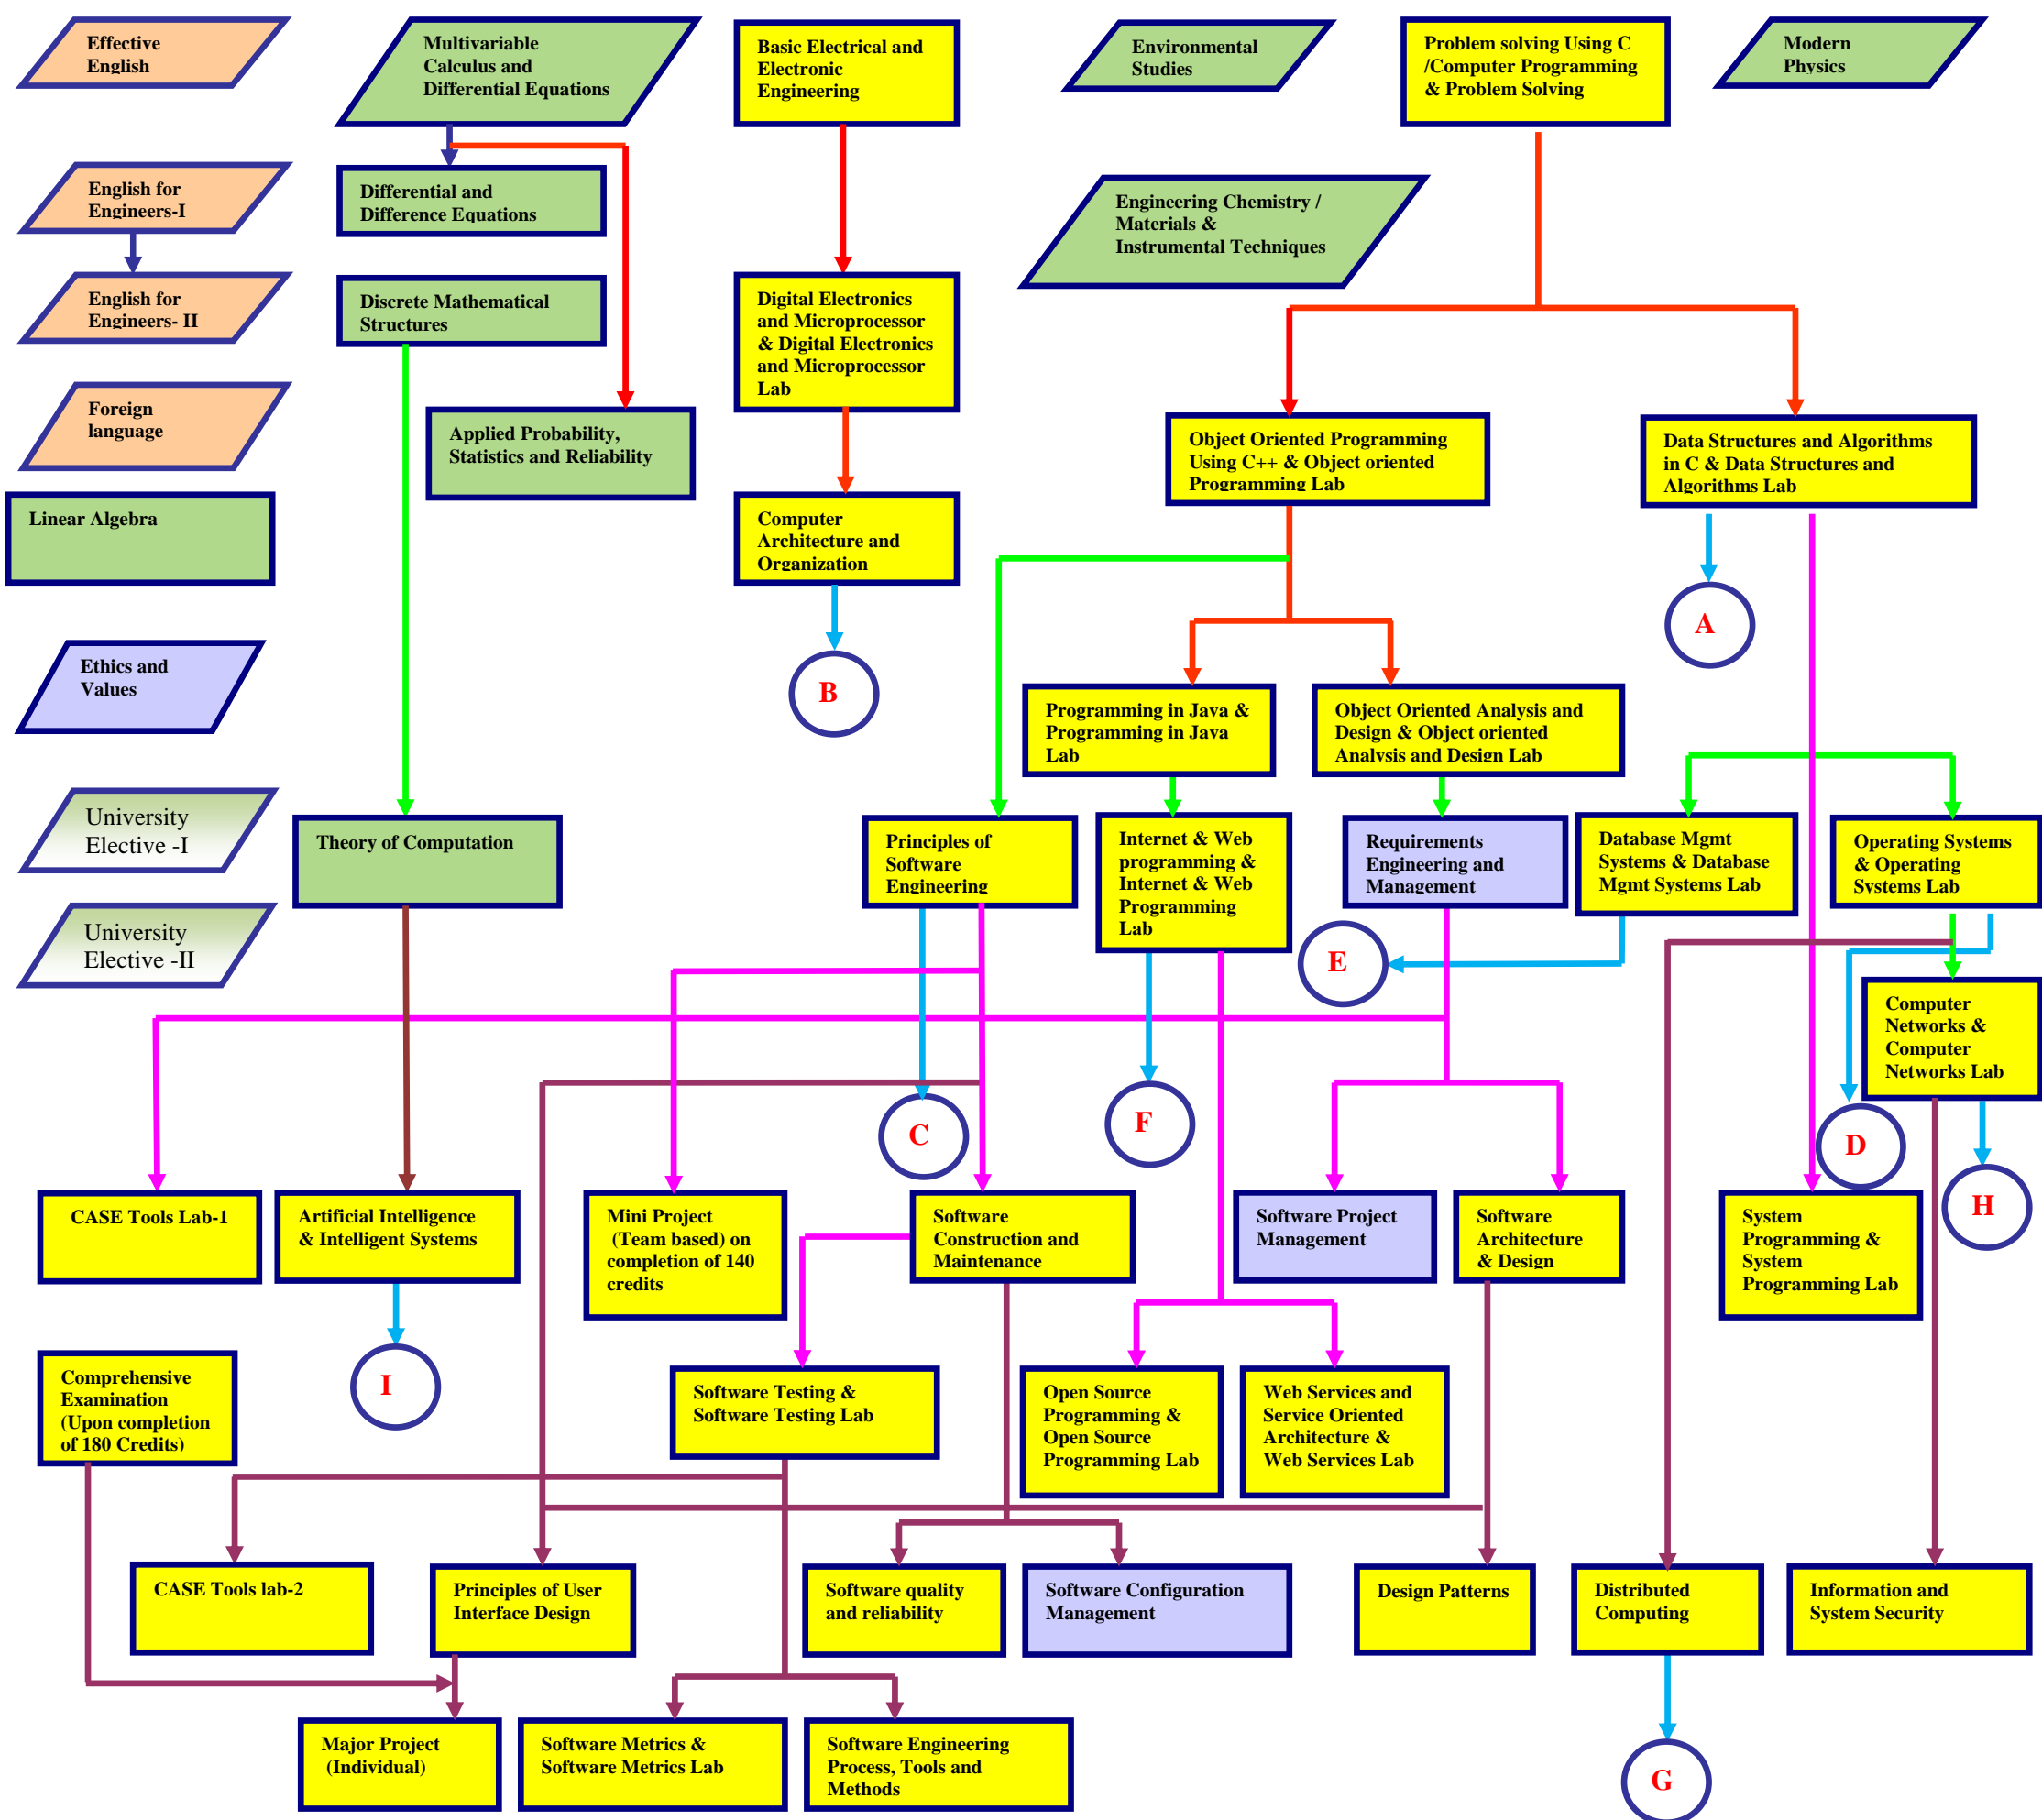 Effective
English
Multivariable
Calculus and
Differential Equations
Basic Electrical and
Electronic
Engineering
Environmental
Studies
Problem solving Using C
/Computer Programming
& Problem Solving
Modern
Physics
English for
Engineers-I
Differential and
Difference Equations
Engineering Chemistry /
Materials &
Instrumental Techniques
English for
Engineers- II
Discrete Mathematical
Structures
Digital Electronics
and Microprocessor
& Digital Electronics
and Microprocessor
Lab
Foreign
language
Applied Probability,
Statistics and Reliability
Object Oriented Programming
Using C++ & Object oriented
Programming Lab
Data Structures and Algorithms
in C & Data Structures and
Algorithms Lab
Linear Algebra
Computer
Architecture and
Organization
A
Ethics and
Values
B
Programming in Java &
Programming in Java
Lab
Object Oriented Analysis and
Design & Object oriented
Analysis and Design Lab
University
Elective -I
Theory of Computation
Principles of
Software
Engineering
Internet & Web
programming &
Internet & Web
Programming
Lab
Requirements
Engineering and
Management
Database Mgmt
Systems & Database
Mgmt Systems Lab
Operating Systems
& Operating
Systems Lab
University
Elective -II
E
Computer
Networks &
Computer
Networks Lab
C
F
D
H
CASE Tools Lab-1
Artificial Intelligence
& Intelligent Systems
Mini Project
(Team based) on
completion of 140
credits
Software
Construction and
Maintenance
Software Project
Management
Software
Architecture
& Design
System
Programming &
System
Programming Lab
Comprehensive
Examination
(Upon completion
of 180 Credits)
I
Software Testing &
Software Testing Lab
Open Source
Programming &
Open Source
Programming Lab
Web Services and
Service Oriented
Architecture &
Web Services Lab
CASE Tools lab-2
Principles of User
Interface Design
Software quality
and reliability
Software Configuration
Management
Design Patterns
Distributed
Computing
Information and
System Security
Major Project
(Individual)
Software Metrics &
Software Metrics Lab
Software Engineering
Process, Tools and
Methods
G